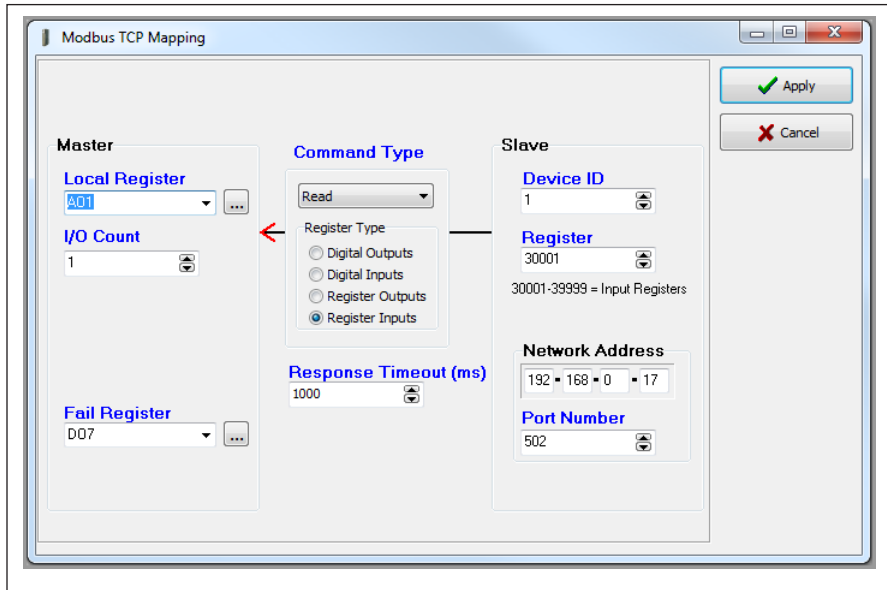 Modbus TCP Mapping
Apply
Cancel
Master
Local Register
AO1
...
I/O Count
1
Fail Register
DO7
...
Command Type
Read
Register Type
Digital Outputs
Digital Inputs
Register Outputs
Register Inputs
Response Timeout (ms)
1000
Slave
Device ID
1
Register
30001
30001-39999 = Input Registers
Network Address
192 168 0 17
Port Number
502